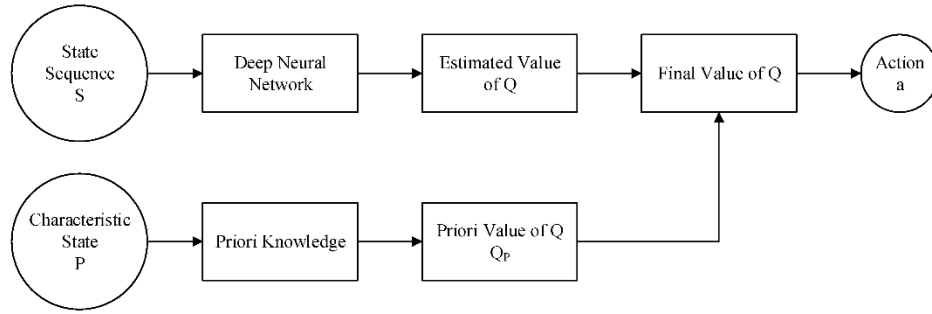 State
Sequence
S
Deep Neural
Network
Estimated Value
of Q
Final Value of Q
Action
a
Characteristic
State
P
Priori Knowledge
Priori Value of Q
QP